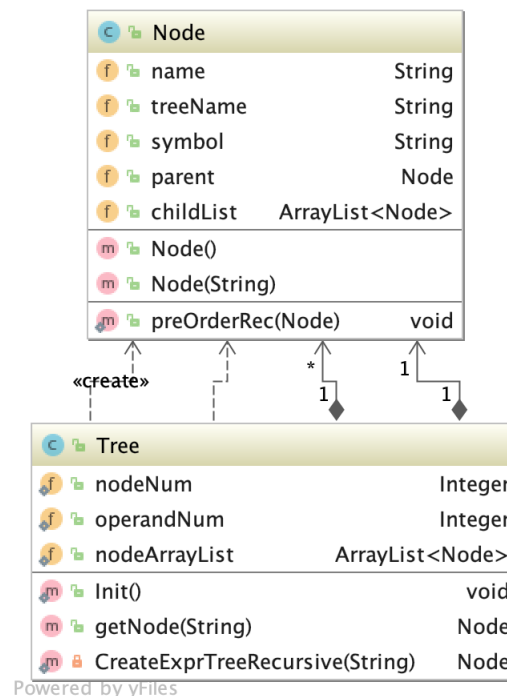 C Node
f name String
f treeName String
f symbol String
f parent Node
f childList ArrayList<Node>
m Node()
m Node(String)
m preOrderRec(Node) void
«create»
* 1
1 1
C Tree
f nodeNum Integer
f operandNum Integer
f nodeArrayList ArrayList<Node>
m Init() void
m getNode(String) Node
m CreateExprTreeRecursive(String) Node
Powered by yFiles